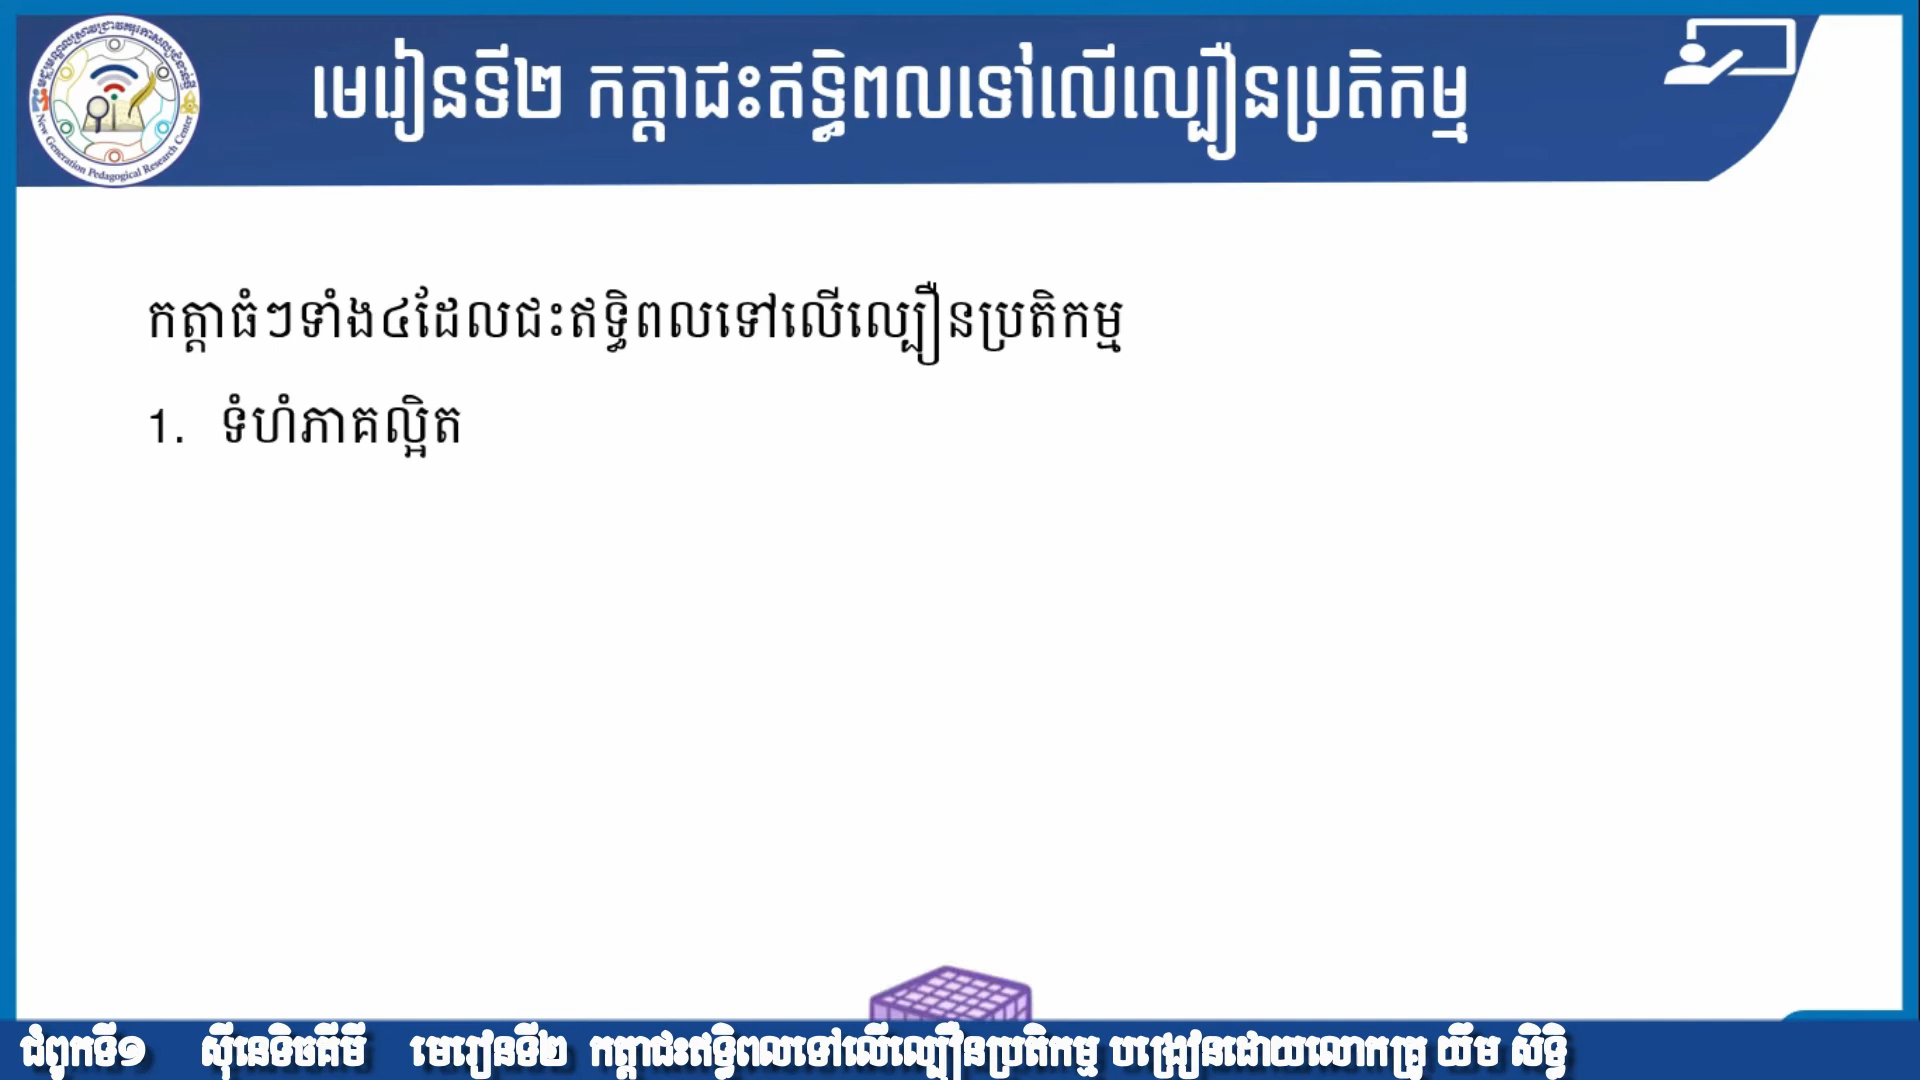 មេរៀនទី២ កត្តាជះឥទ្ធិពលទៅលើល្បឿនប្រតិកម្ម
New Generation Pedagogical Research Center
កត្តាធំៗទាំង៤ដែលជះឥទ្ធិពលទៅលើល្បឿនប្រតិកម្ម
1. ទំហំភាគល្អិត
ជំពូកទី១ ស៊ីនេទិចគីមី មេរៀនទី២ កត្តាជះឥទ្ធិពលទៅលើល្បឿនប្រតិកម្ម បង្រៀនដោយលោកគ្រូ យឹម សិទ្ធិ